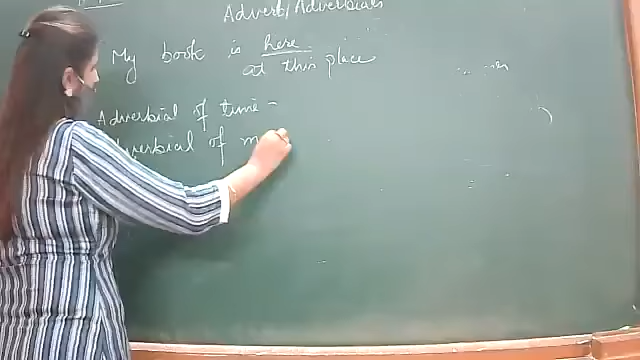 Adverb/Adverbials
My book is here.
at this place
Adverbial of time -
Adverbial of m